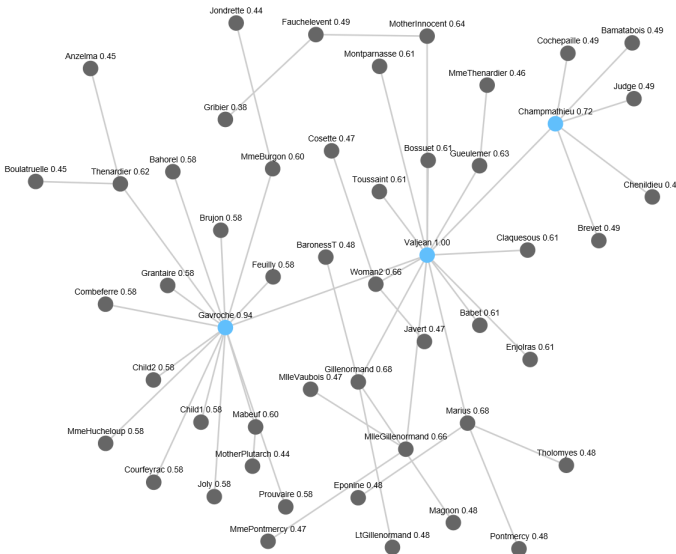 Jondrette 0.44
Fauchelevent 0.49
MotherInnocent 0.64
Bamatabois 0.49
Cochepaille 0.49
Anzelma 0.45
Montparnasse 0.61
MmeThenardier 0.46
Judge 0.49
Gribier 0.38
Champmathieu 0.72
Cosette 0.47
Bossuet 0.61
Gueulemer 0.63
Bahorel 0.58
MmeBurgon 0.60
Boulatruelle 0.45
Thenardier 0.62
Toussaint 0.61
Chenildieu 0.4
Brujon 0.58
Brevet 0.49
BaronessT 0.48
Valjean 1.00
Claquesous 0.61
Feuilly 0.58
Grantaire 0.58
Woman2 0.66
Combeferre 0.58
Gavroche 0.94
Babet 0.61
Javert 0.47
Enjolras 0.61
Child2 0.58
Gillenormand 0.68
MlleVaubois 0.47
Child1 0.58
Mabeuf 0.60
Marius 0.68
MmeHucheloup 0.58
MlleGillenormand 0.66
MotherPlutarch 0.44
Tholomyes 0.48
Courfeyrac 0.58
Joly 0.58
Prouvaire 0.58
Eponine 0.48
Magnon 0.48
MmePontmercy 0.47
LtGillenormand 0.48
Pontmercy 0.48